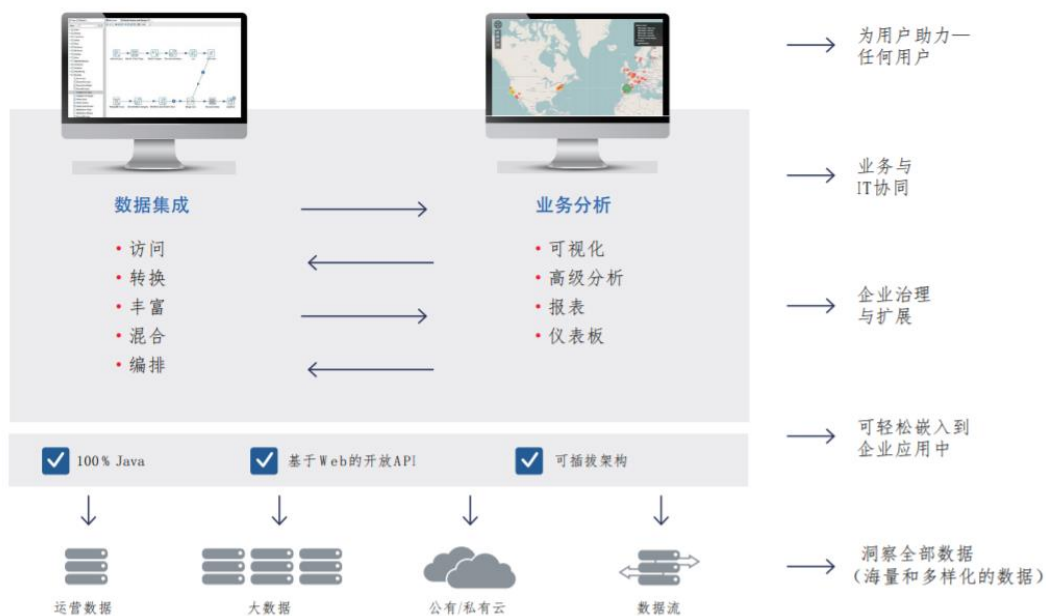 数据集成
• 访问
• 转换
• 丰富
• 混合
• 编排
业务分析
• 可视化
• 高级分析
• 报表
• 仪表板
100% Java
基于Web的开放API
可插拔架构
运营数据
大数据
公有/私有云
数据流
为用户助力—
任何用户
业务与
IT协同
企业治理
与扩展
可轻松嵌入到
企业应用中
洞察全部数据
(海量和多样化的数据)